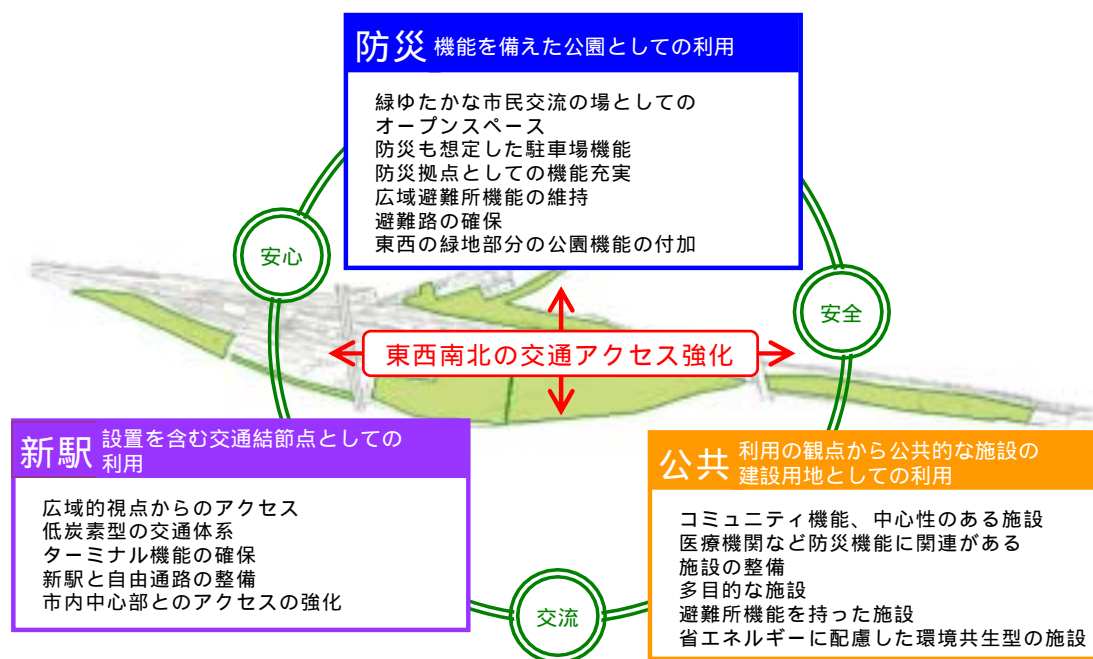 防災 機能を備えた公園としての利用
緑ゆたかな市民交流の場としての
オープンスペース
防災も想定した駐車場機能
防災拠点としての機能充実
広域避難所機能の維持
避難路の確保
東西の緑地部分の公園機能の付加
安心
安全
東西南北の交通アクセス強化
新駅 設置を含む交通結節点としての
利用
広域的視点からのアクセス
低炭素型の交通体系
ターミナル機能の確保
新駅と自由通路の整備
市内中心部とのアクセスの強化
公共 利用の観点から公共的な施設の
建設用地としての利用
コミュニティ機能、中心性のある施設
医療機関など防災機能に関連がある
施設の整備
多目的な施設
避難所機能を持った施設
省エネルギーに配慮した環境共生型の施設
交流